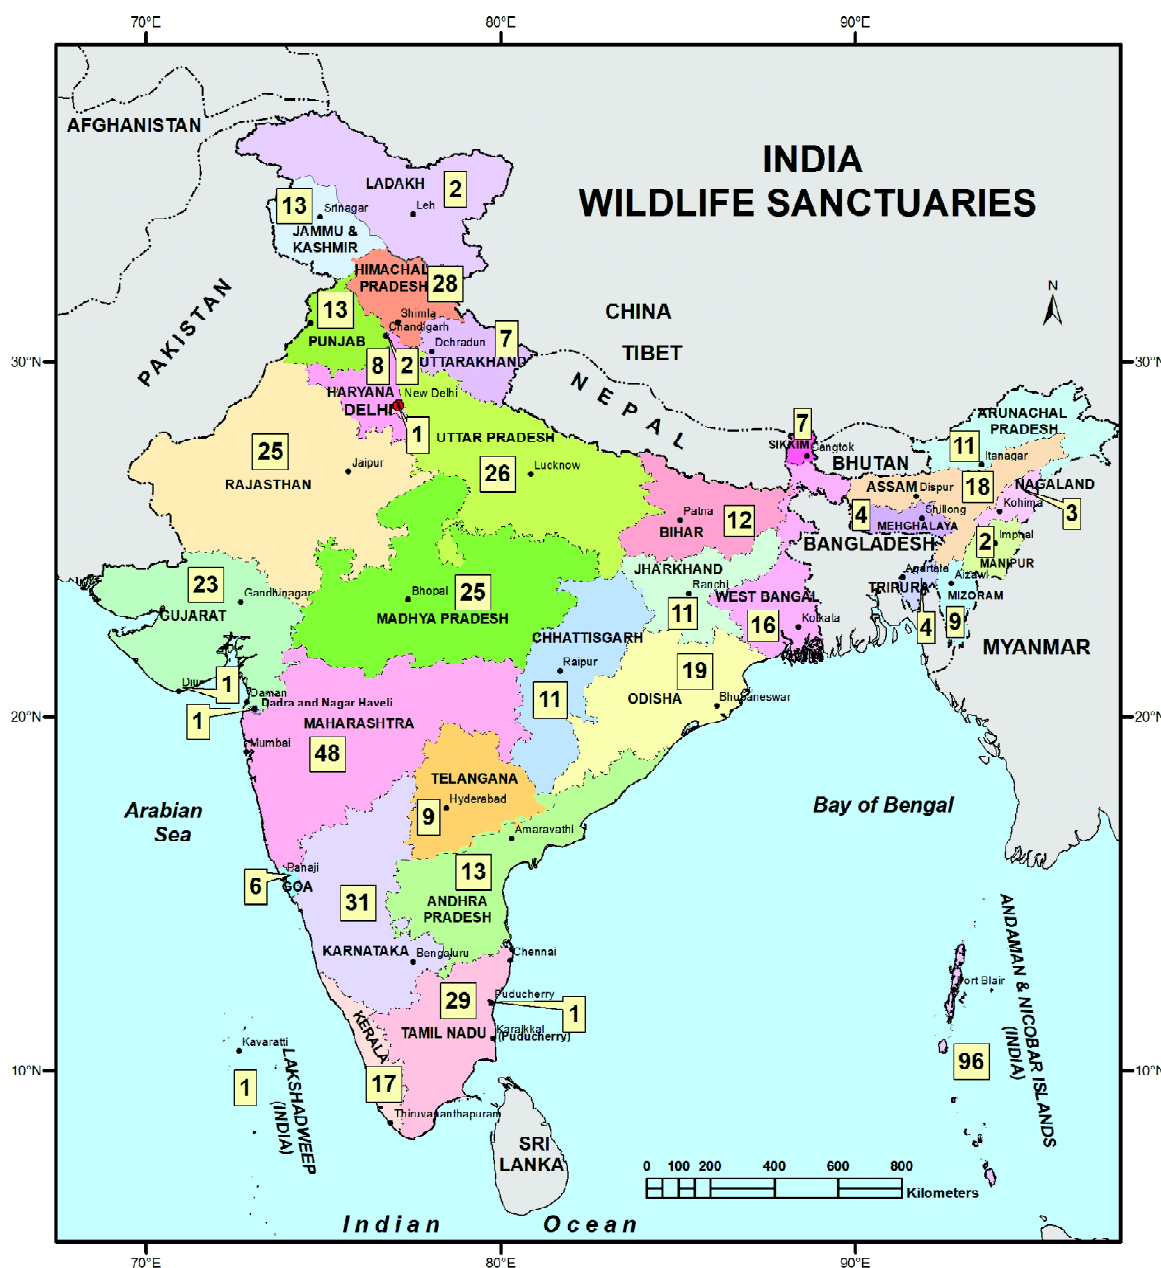 70°E
80°E
90°E
AFGHANISTAN
INDIA
WILDLIFE SANCTUARIES
LADAKH
2
Leh
13
Srinagar
JAMMU &
KASHMIR
HIMACHAL
PRADESH
28
PAKISTAN
CHINA
TIBET
N
13
Shimla
Chandigarh
PUNJAB
Dehradun
7
UTTARAKHAND
30°N
30°N
8
2
NEPAL
HARYANA
DELHI
New Delhi
1
ARUNACHAL
PRADESH
7
SIKKIM
Gangtok
11
Itanagar
25
UTTAR PRADESH
26
Lucknow
BHUTAN
Jaipur
RAJASTHAN
ASSAM
Dispur
18
NAGALAND
Kohima
3
Patna
12
BIHAR
4
Shillong
MEHGHALAYA
BANGLADESH
2
Imphal
MANIPUR
JHARKHAND
Ranchi
11
Agartala
TRIPURA
Aizawl
MIZORAM
4
9
23
Gandhinagar
GUJARAT
Bhopal
25
MADHYA PRADESH
WEST BENGAL
16
Kolkata
MYANMAR
CHHATTISGARH
Raipur
11
19
ODISHA
Bhubaneswar
Diu
1
Daman
Dadra and Nagar Haveli
1
20°N
20°N
MAHARASHTRA
Mumbai
48
TELANGANA
Hyderabad
9
Amaravathi
Arabian
Sea
Bay of Bengal
Panaji
6
GOA
13
ANDHRA
PRADESH
31
KARNATAKA
Bengaluru
Chennai
29
Puducherry
1
TAMIL NADU
Karaikkal
(Puducherry)
KERALA
17
Thiruvananthapuram
Kavaratti
1
LAKSHADWEEP
(INDIA)
Port Blair
ANDAMAN & NICOBAR ISLANDS
(INDIA)
96
10°N
10°N
SRI
LANKA
0 100 200 400 600 800
Kilometers
Indian Ocean
70°E
80°E
90°E